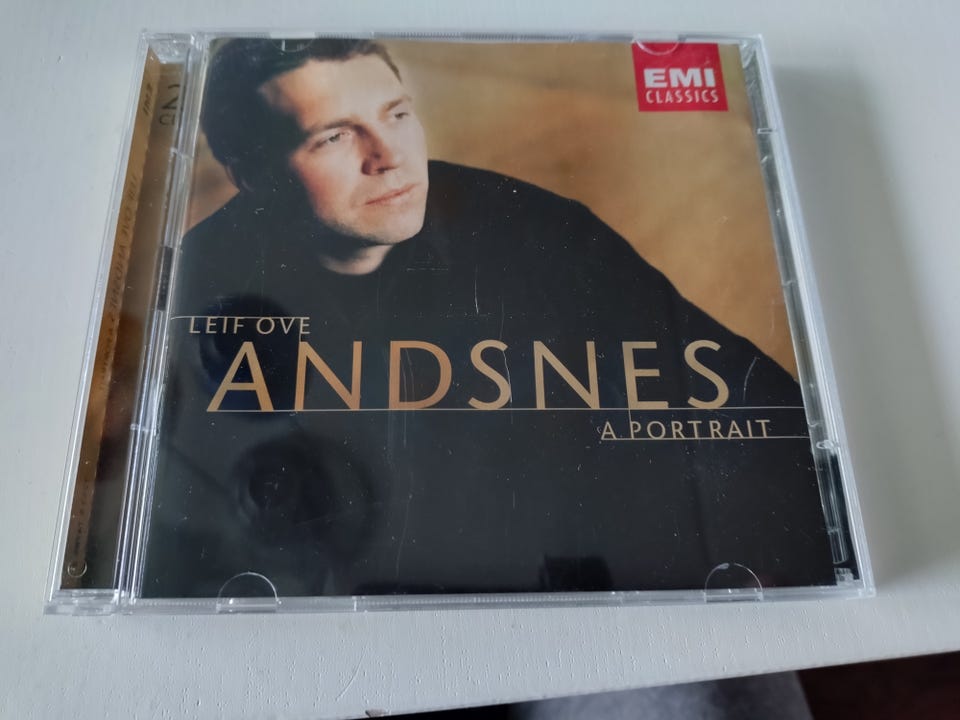 EMI
CLASSICS
LEIF OVE
ANDSNES
A PORTRAIT